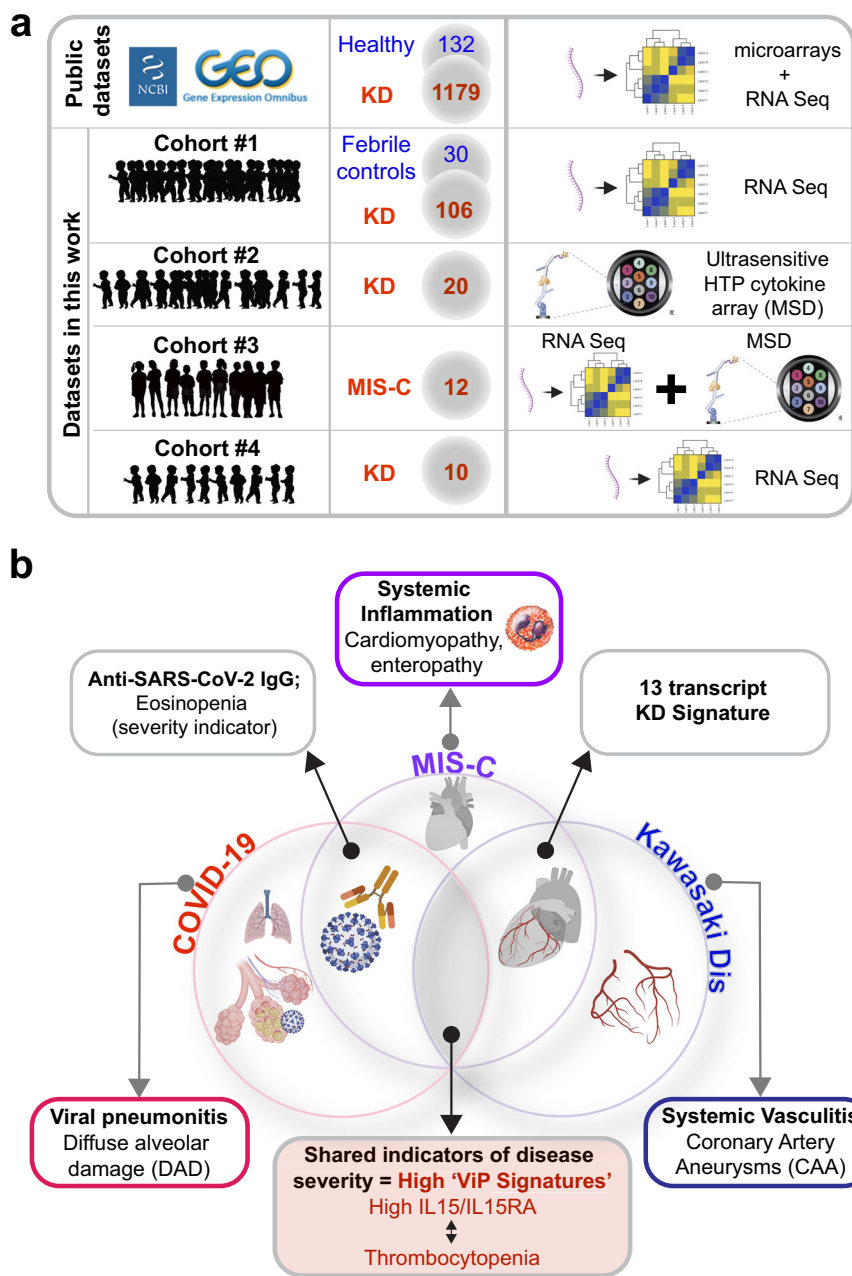 a
Public
datasets
NCBI
GEO
Gene Expression Omnibus
Healthy
132
KD
1179
microarrays
+
RNA Seq
Datasets in this work
Cohort #1
Febrile
controls
30
KD
106
RNA Seq
Cohort #2
KD
20
Ultrasensitive
HTP cytokine
array (MSD)
Cohort #3
MIS-C
12
RNA Seq
MSD
+
Cohort #4
KD
10
RNA Seq
b
Systemic
Inflammation
Cardiomyopathy,
enteropathy
Anti-SARS-CoV-2 IgG;
Eosinopenia
(severity indicator)
13 transcript
KD Signature
MIS-C
COVID-19
Kawasaki Dis
Viral pneumonitis
Diffuse alveolar
damage (DAD)
Systemic Vasculitis
Coronary Artery
Aneurysms (CAA)
Shared indicators of disease
severity = High ‘ViP Signatures’
High IL15/IL15RA
Thrombocytopenia